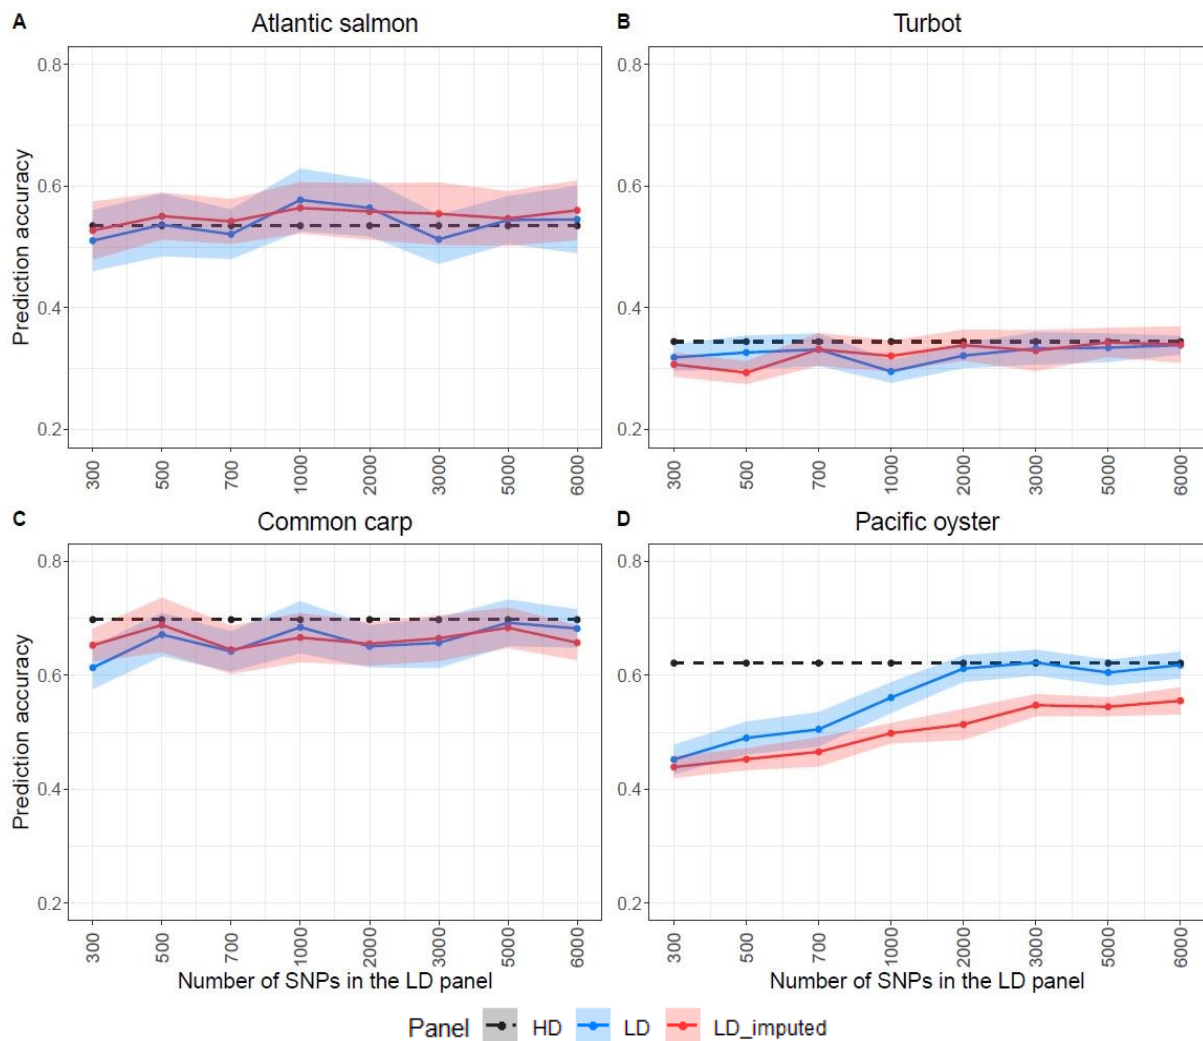 A Atlantic salmon
B Turbot
Prediction accuracy
0.8
0.6
0.4
0.2
300 500 700 1000 2000 3000 5000 6000
0.8
0.6
0.4
0.2
300 500 700 1000 2000 3000 5000 6000
C Common carp
D Pacific oyster
Prediction accuracy
0.8
0.6
0.4
0.2
300 500 700 1000 2000 3000 5000 6000
Number of SNPs in the LD panel
0.8
0.6
0.4
0.2
300 500 700 1000 2000 3000 5000 6000
Number of SNPs in the LD panel
Panel HD LD LD_imputed